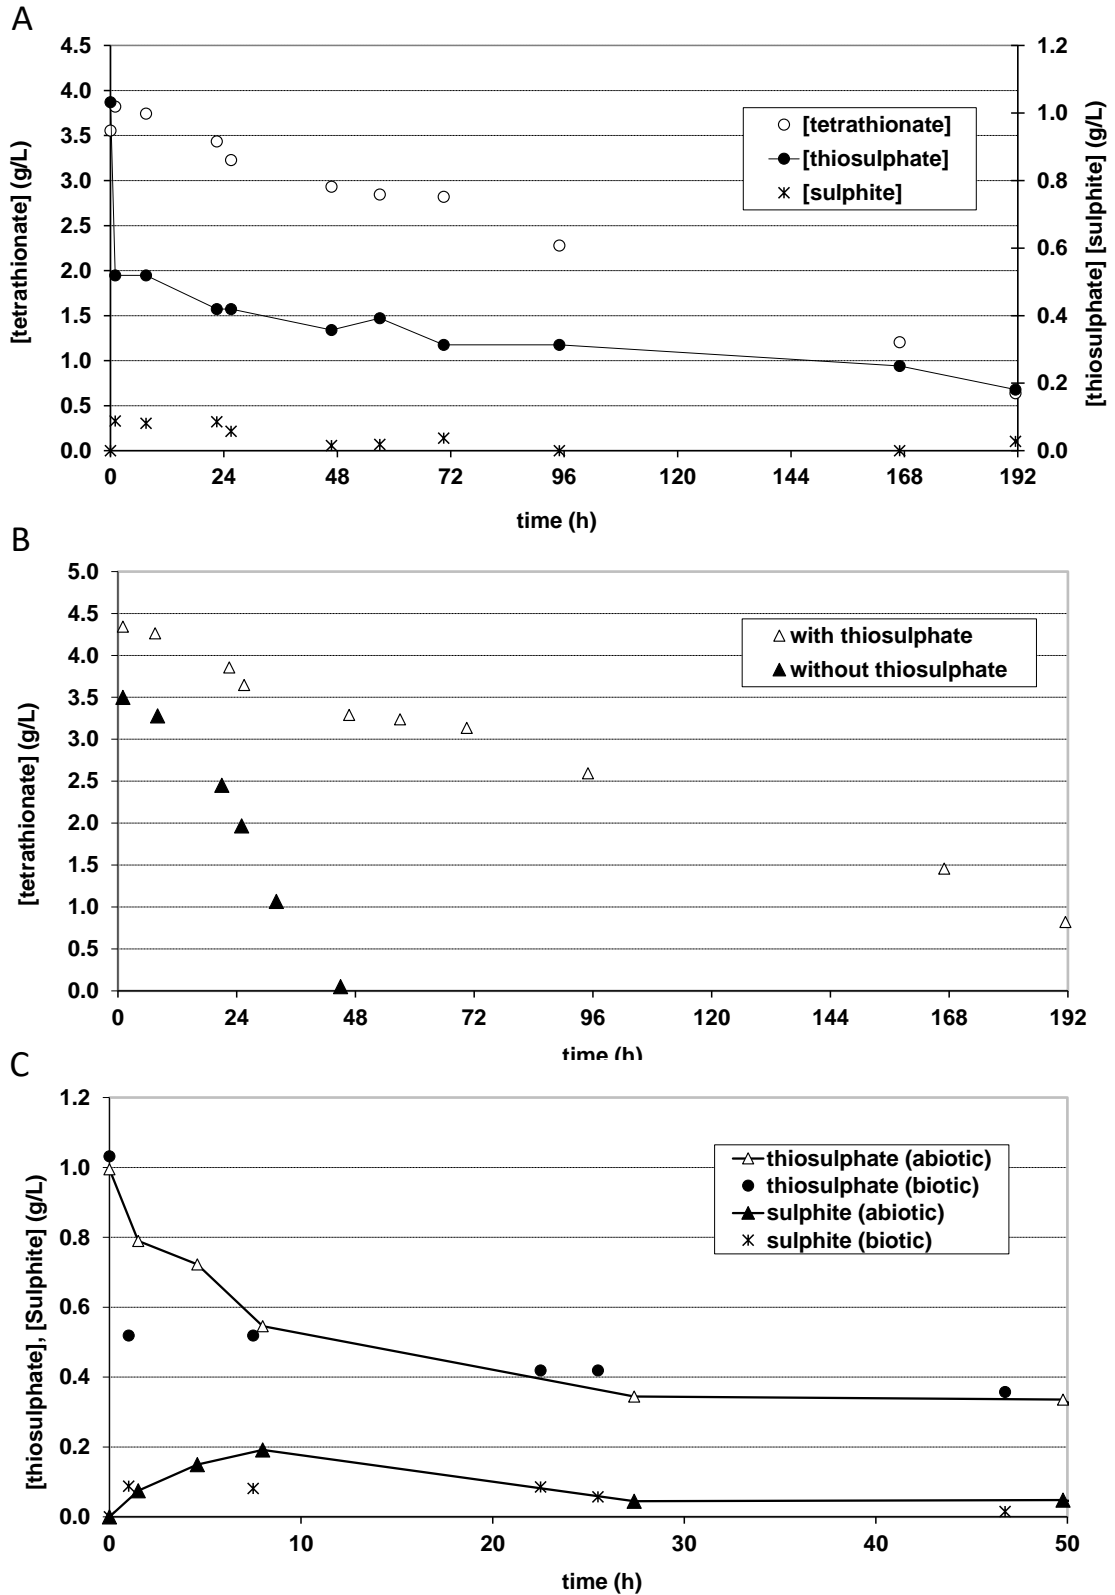 A
4.5
4.0
3.5
3.0
2.5
2.0
1.5
1.0
0.5
0.0
[tetrathionate] (g/L)
1.2
1.0
0.8
0.6
0.4
0.2
0.0
[thiosulphate] [sulphite] (g/L)
[tetrathionate]
[thiosulphate]
[sulphite]
0 24 48 72 96 120 144 168 192
time (h)
B
5.0
4.5
4.0
3.5
3.0
2.5
2.0
1.5
1.0
0.5
0.0
[tetrathionate] (g/L)
with thiosulphate
without thiosulphate
0 24 48 72 96 120 144 168 192
time (h)
C
1.2
1.0
0.8
0.6
0.4
0.2
0.0
[thiosulphate], [Sulphite] (g/L)
thiosulphate (abiotic)
thiosulphate (biotic)
sulphite (abiotic)
sulphite (biotic)
0 10 20 30 40 50
time (h)